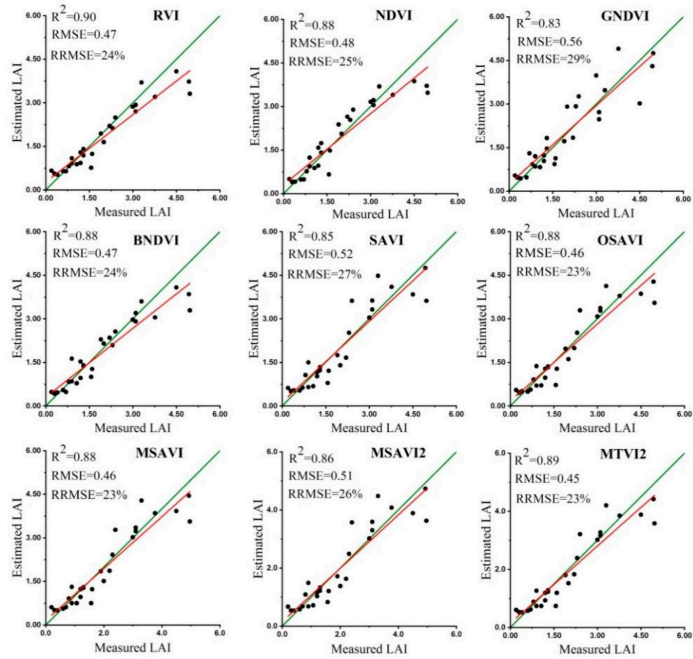 R²=0.90 RVI
RMSE=0.47
RRMSE=24%
6.00
4.50
3.00
1.50
0.00
Estimated LAI
0.00 1.50 3.00 4.50 6.00
Measured LAI
R²=0.88 NDVI
RMSE=0.48
RRMSE=25%
6.00
4.50
3.00
1.50
0.00
Estimated LAI
0.00 1.50 3.00 4.50 6.00
Measured LAI
R²=0.83 GNDVI
RMSE=0.56
RRMSE=29%
6.00
4.50
3.00
1.50
0.00
Estimated LAI
0.00 1.50 3.00 4.50 6.00
Measured LAI
R²=0.88 BNDVI
RMSE=0.47
RRMSE=24%
6.00
4.50
3.00
1.50
0.00
Estimated LAI
0.00 1.50 3.00 4.50 6.00
Measured LAI
R²=0.85 SAVI
RMSE=0.52
RRMSE=27%
6.00
4.50
3.00
1.50
0.00
Estimated LAI
0.00 1.50 3.00 4.50 6.00
Measured LAI
R²=0.88 OSAVI
RMSE=0.46
RRMSE=23%
6.00
4.50
3.00
1.50
0.00
Estimated LAI
0.00 1.50 3.00 4.50 6.00
Measured LAI
R²=0.88 MSAVI
RMSE=0.46
RRMSE=23%
6.00
4.50
3.00
1.50
0.00
Estimated LAI
0.00 1.50 3.00 4.50 6.00
Measured LAI
R²=0.86 MSAVI2
RMSE=0.51
RRMSE=26%
6.0
4.0
2.0
0.0
Estimated LAI
0.0 2.0 4.0 6.0
Measured LAI
R²=0.89 MTVI2
RMSE=0.45
RRMSE=23%
6.0
4.0
2.0
0.0
Estimated LAI
0.00 1.50 3.00 4.50 6.00
Measured LAI